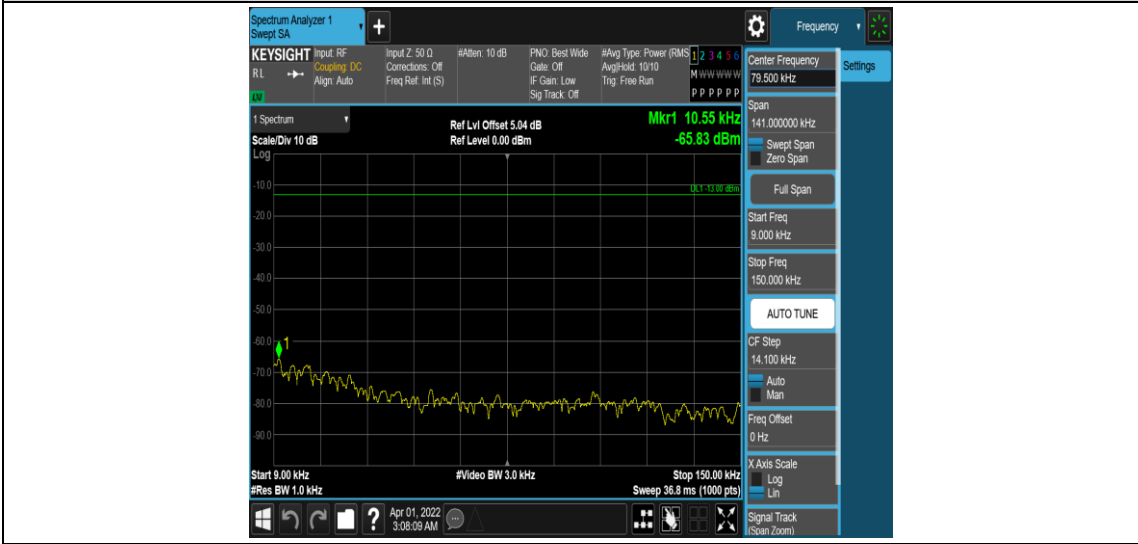 Spectrum Analyzer 1
Swept SA
+
Frequency
KEYSIGHT
Input: RF
Input Z: 50 Ω
#Atten: 10 dB
PNO: Best Wide
#Avg Type: Power (RMS
1 2 3 4 5 6
RL
Coupling: DC
Corrections: Off
Gate: Off
Avg|Hold: 10/10
M W W W W W
Align: Auto
Freq Ref: Int (S)
IF Gain: Low
Trig: Free Run
Sig Track: Off
P P P P P P
1 Spectrum
Ref Lvl Offset 5.04 dB
Mkr1 10.55 kHz
Scale/Div 10 dB
Ref Level 0.00 dBm
-65.83 dBm
Log
DL1 -13.00 dBm
-10.0
-20.0
-30.0
-40.0
-50.0
-60.0
1
-70.0
-80.0
-90.0
Start 9.00 kHz
#Video BW 3.0 kHz
Stop 150.00 kHz
#Res BW 1.0 kHz
Sweep 36.8 ms (1000 pts)
?
Apr 01, 2022
3:08:09 AM
Center Frequency
79.500 kHz
Settings
Span
141.000000 kHz
Swept Span
Zero Span
Full Span
Start Freq
9.000 kHz
Stop Freq
150.000 kHz
AUTO TUNE
CF Step
14.100 kHz
Auto
Man
Freq Offset
0 Hz
X Axis Scale
Log
Lin
Signal Track
(Span Zoom)